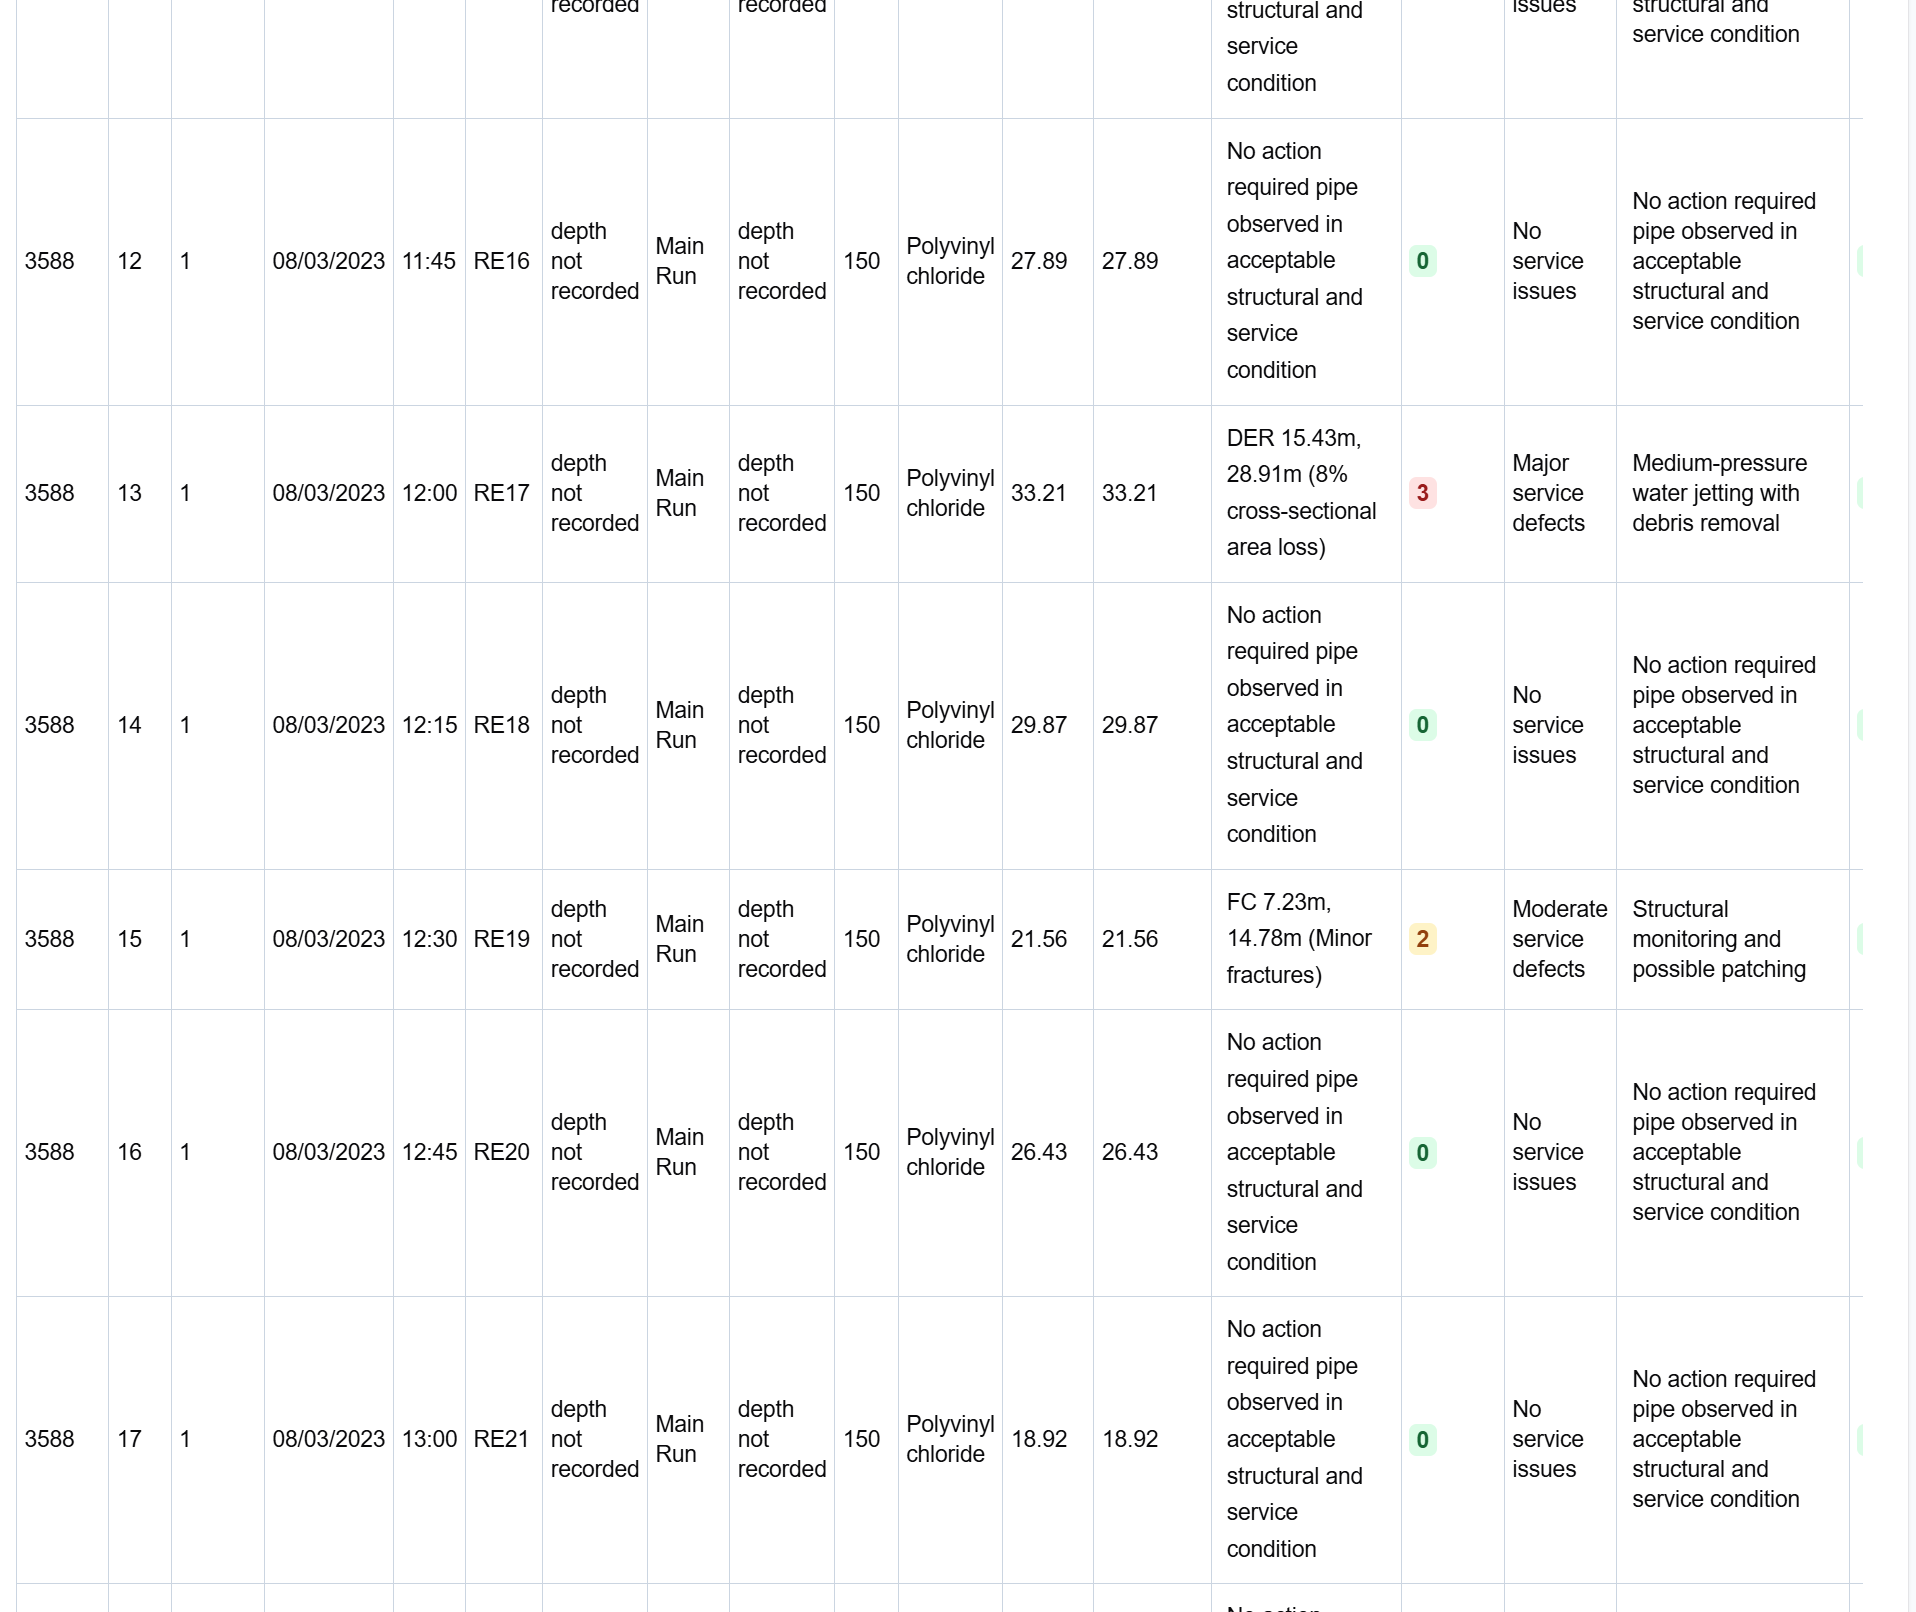 recorded
recorded
structural and
service
condition
issues
structural and
service condition
3588
12
1
08/03/2023
11:45
RE16
depth
not
recorded
Main
Run
depth
not
recorded
150
Polyvinyl
chloride
27.89
27.89
No action
required pipe
observed in
acceptable
structural and
service
condition
0
No
service
issues
No action required
pipe observed in
acceptable
structural and
service condition
3588
13
1
08/03/2023
12:00
RE17
depth
not
recorded
Main
Run
depth
not
recorded
150
Polyvinyl
chloride
33.21
33.21
DER 15.43m,
28.91m (8%
cross-sectional
area loss)
3
Major
service
defects
Medium-pressure
water jetting with
debris removal
3588
14
1
08/03/2023
12:15
RE18
depth
not
recorded
Main
Run
depth
not
recorded
150
Polyvinyl
chloride
29.87
29.87
No action
required pipe
observed in
acceptable
structural and
service
condition
0
No
service
issues
No action required
pipe observed in
acceptable
structural and
service condition
3588
15
1
08/03/2023
12:30
RE19
depth
not
recorded
Main
Run
depth
not
recorded
150
Polyvinyl
chloride
21.56
21.56
FC 7.23m,
14.78m (Minor
fractures)
2
Moderate
service
defects
Structural
monitoring and
possible patching
3588
16
1
08/03/2023
12:45
RE20
depth
not
recorded
Main
Run
depth
not
recorded
150
Polyvinyl
chloride
26.43
26.43
No action
required pipe
observed in
acceptable
structural and
service
condition
0
No
service
issues
No action required
pipe observed in
acceptable
structural and
service condition
3588
17
1
08/03/2023
13:00
RE21
depth
not
recorded
Main
Run
depth
not
recorded
150
Polyvinyl
chloride
18.92
18.92
No action
required pipe
observed in
acceptable
structural and
service
condition
0
No
service
issues
No action required
pipe observed in
acceptable
structural and
service condition
No action